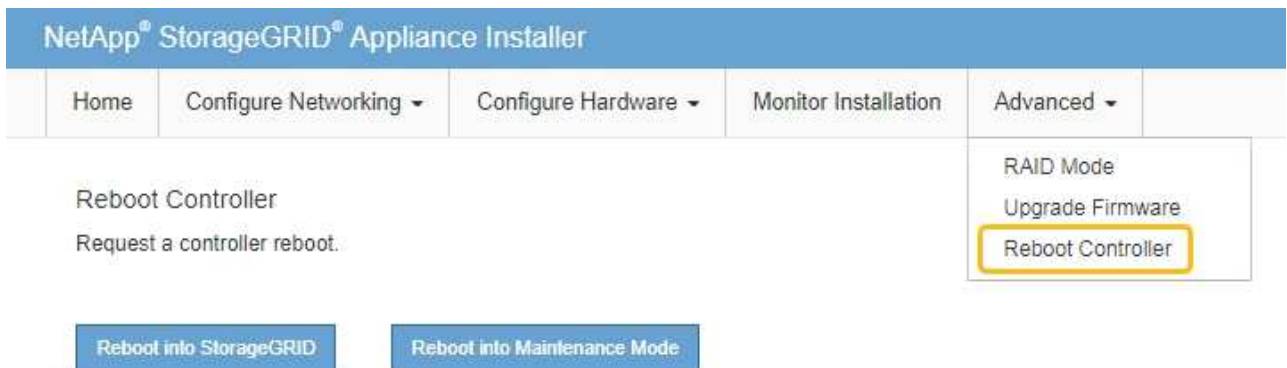 NetApp® StorageGRID® Appliance Installer
Home Configure Networking Configure Hardware Monitor Installation Advanced
RAID Mode
Upgrade Firmware
Reboot Controller
Reboot Controller
Request a controller reboot.
Reboot into StorageGRID Reboot into Maintenance Mode